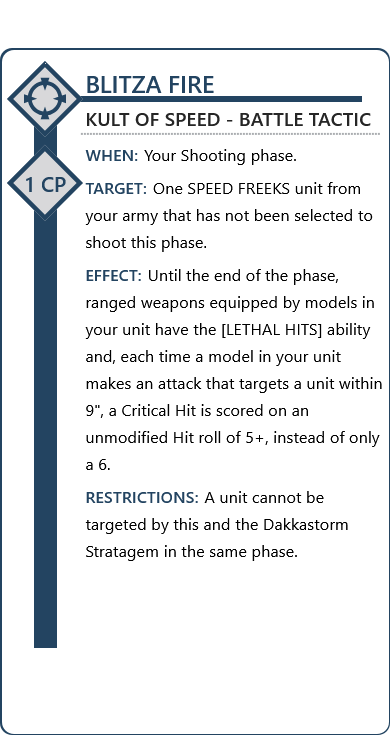 BLITZA FIRE
KULT OF SPEED - BATTLE TACTIC
WHEN: Your Shooting phase.
1 CP
TARGET: One SPEED FREEKS unit from
your army that has not been selected to
shoot this phase.
EFFECT: Until the end of the phase,
ranged weapons equipped by models in
your unit have the [LETHAL HITS] ability
and, each time a model in your unit
makes an attack that targets a unit within
9", a Critical Hit is scored on an
unmodified Hit roll of 5+, instead of only
a 6.
RESTRICTIONS: A unit cannot be
targeted by this and the Dakkastorm
Stratagem in the same phase.